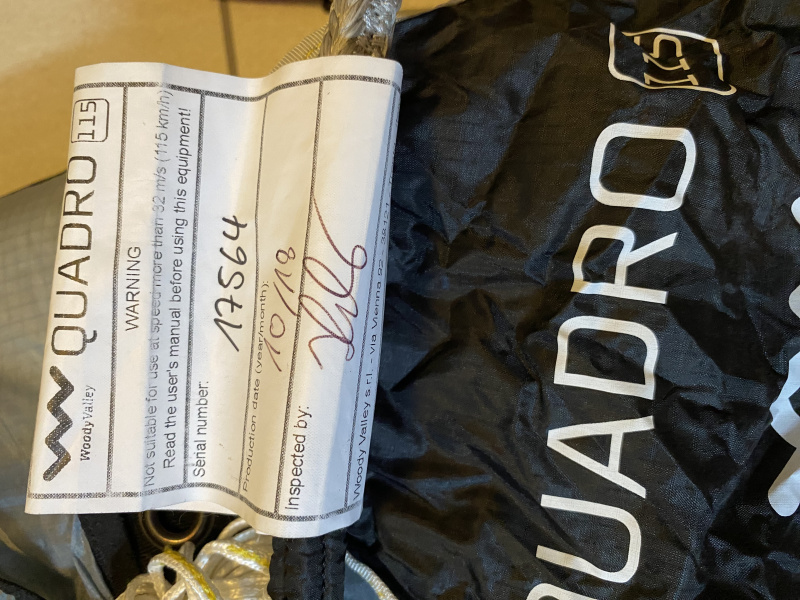 QUADRO 115
Woody Valley
WARNING
Not suitable for use at speed more than 32 m/s (115 km/h)
Read the user's manual before using this equipment!
Serial number: 17564
Production date (year/month): 10/18
Inspected by:
Woody Valley s.r.l. - Via Vienna 92 - 38121 -
QUADRO 115